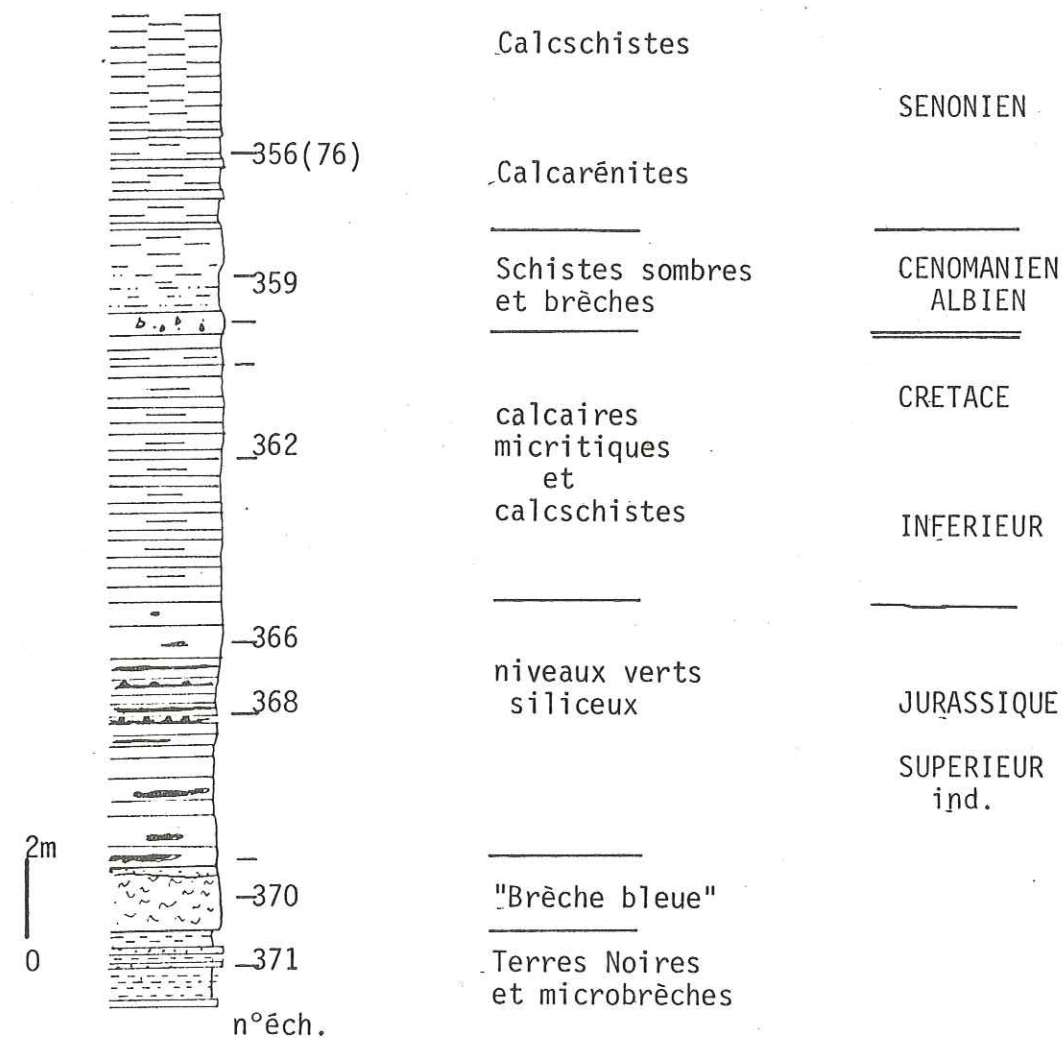 Calcschistes
SENONIEN
356(76)
Calcarénites
359
Schistes sombres
et brèches
CENOMANIEN
ALBIEN
CRETACE
calcaires
micritiques
et
calcschistes
362
INFERIEUR
366
niveaux verts
siliceux
368
JURASSIQUE
SUPERIEUR
ind.
2m
370
"Brèche bleue"
0
371
Terres Noires
et microbrèches
n°éch.